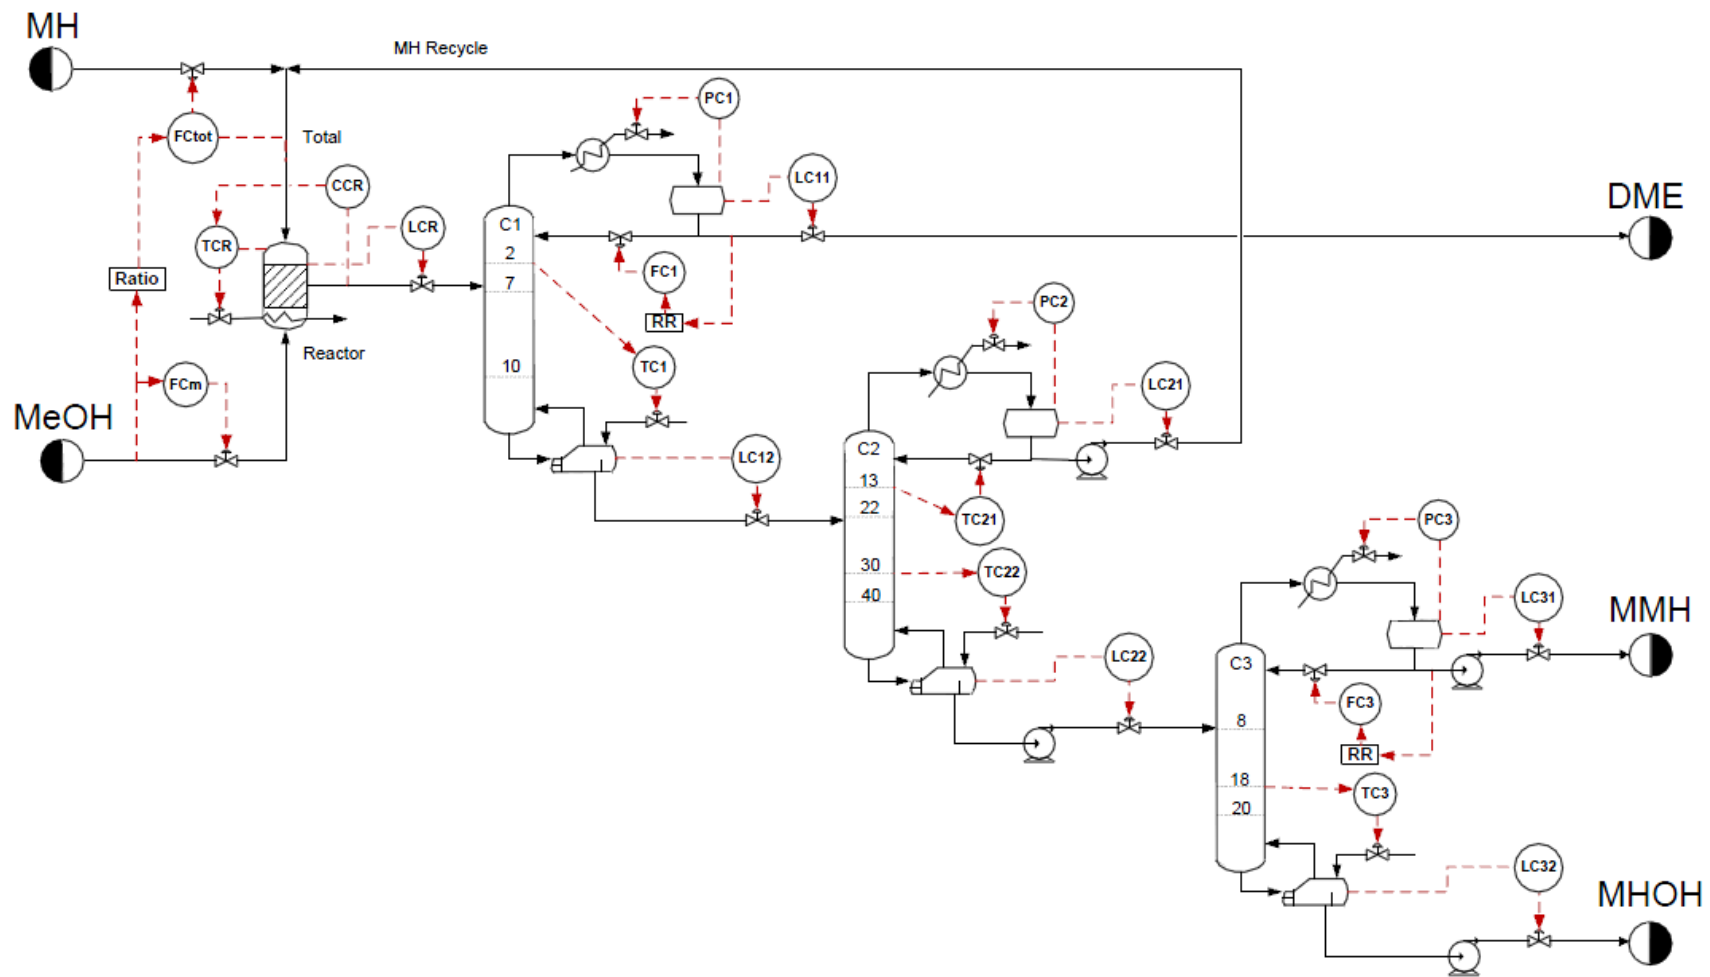 MH
MH Recycle
PC1
FCtot
Total
CCR
LC11
DME
C1
LCR
TCR
2
7
Ratio
FC1
RR
PC2
Reactor
10
TC1
FCm
LC21
MeOH
C2
LC12
13
22
TC21
PC3
30
TC22
40
LC31
MMH
LC22
C3
FC3
8
RR
18
TC3
20
LC32
MHOH